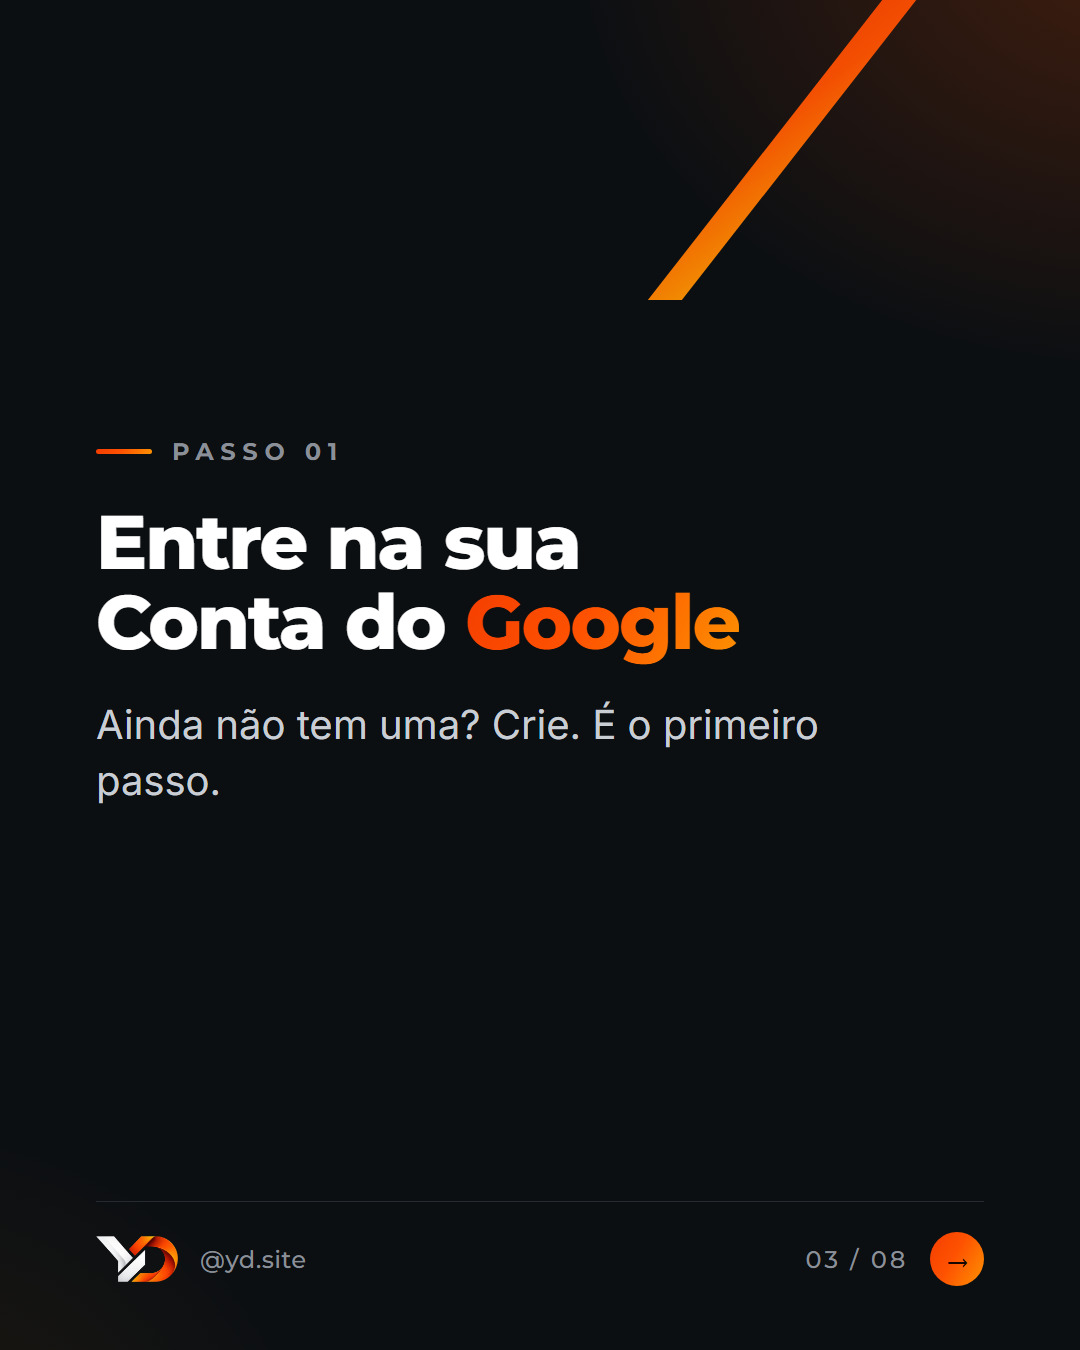 PASSO 01
Entre na sua
Conta do Google
Ainda não tem uma? Crie. É o primeiro
passo.
YD @yd.site 03 / 08 →